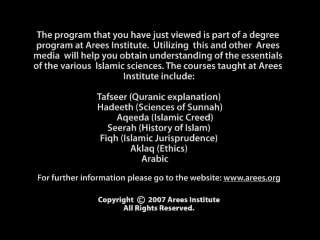 The program that you have just viewed is part of a degree
program at Arees Institute.  Utilizing  this and other  Arees
media  will help you obtain understanding of the essentials
of the various  Islamic sciences. The courses taught at Arees
Institute include:
Tafseer (Quranic explanation)
Hadeeth (Sciences of Sunnah)
Aqeeda (Islamic Creed)
Seerah (History of Islam)
Fiqh (Islamic Jurisprudence)
Aklaq (Ethics)
Arabic
For further information please go to the website: www.arees.org
Copyright © 2007 Arees Institute
All Rights Reserved.